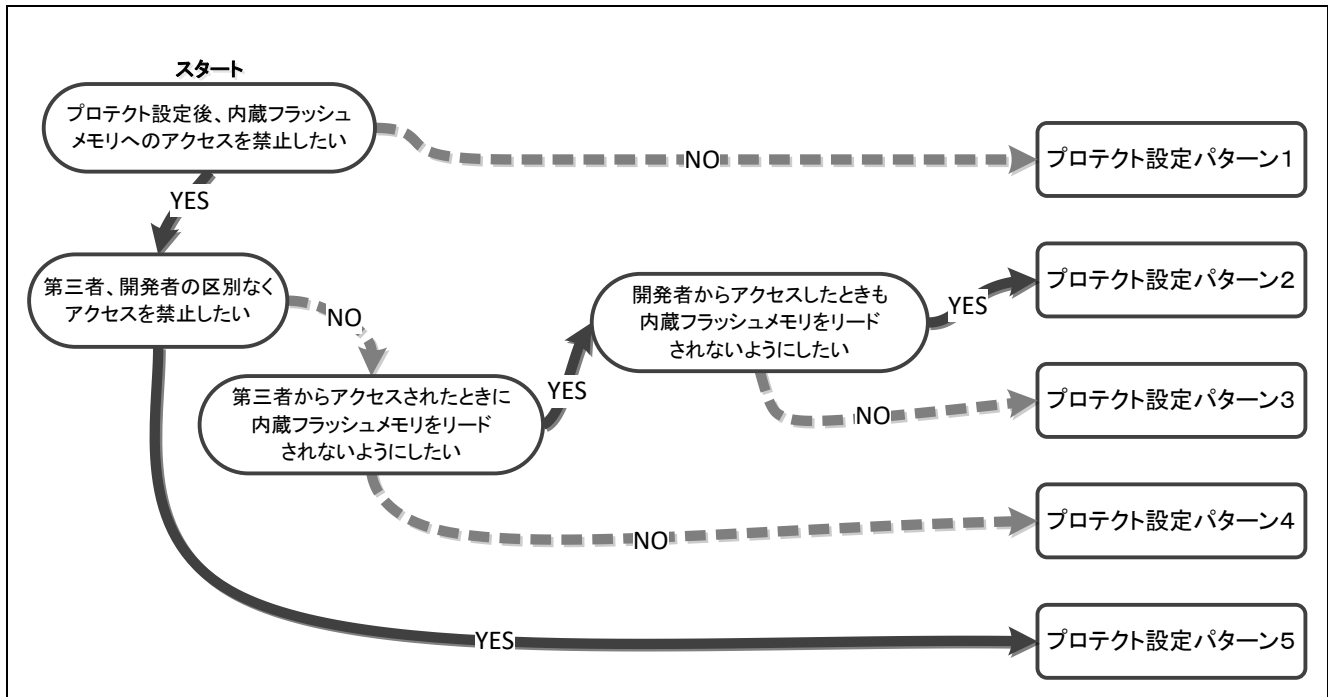 スタート
プロテクト設定後、内蔵フラッシュ
メモリへのアクセスを禁止したい
NO
プロテクト設定パターン1
YES
第三者、開発者の区別なく
アクセスを禁止したい
NO
開発者からアクセスしたときも
内蔵フラッシュメモリをリード
されないようにしたい
YES
プロテクト設定パターン2
第三者からアクセスされたときに
内蔵フラッシュメモリをリード
されないようにしたい
YES
NO
プロテクト設定パターン3
NO
プロテクト設定パターン4
YES
プロテクト設定パターン5